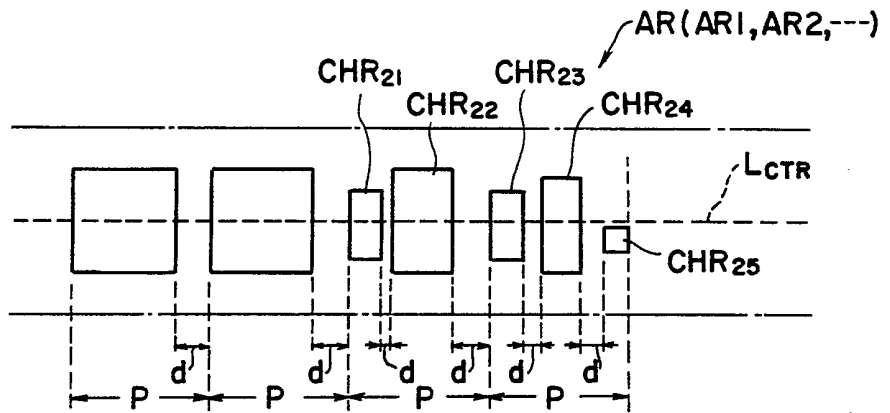 AR(AR1,AR2,---)
CHR21
CHR23
CHR22
CHR24
LCTR
CHR25
d d d d d d
P P P P